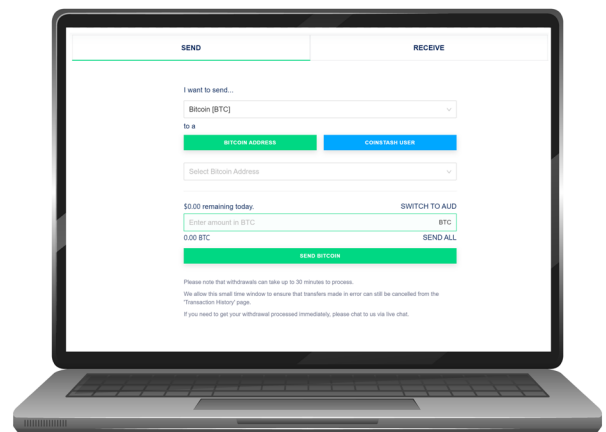 SEND
RECEIVE
I want to send...
Bitcoin [BTC]
to a
BITCOIN ADDRESS
COINSTASH USER
Select Bitcoin Address
$0.00 remaining today.
SWITCH TO AUD
Enter amount in BTC
BTC
0.00 BTC
SEND ALL
SEND BITCOIN
Please note that withdrawals can take up to 30 minutes to process.
We allow this small time window to ensure that transfers made in error can still be cancelled from the
'Transaction History' page.
If you need to get your withdrawal processed immediately, please chat to us via live chat.